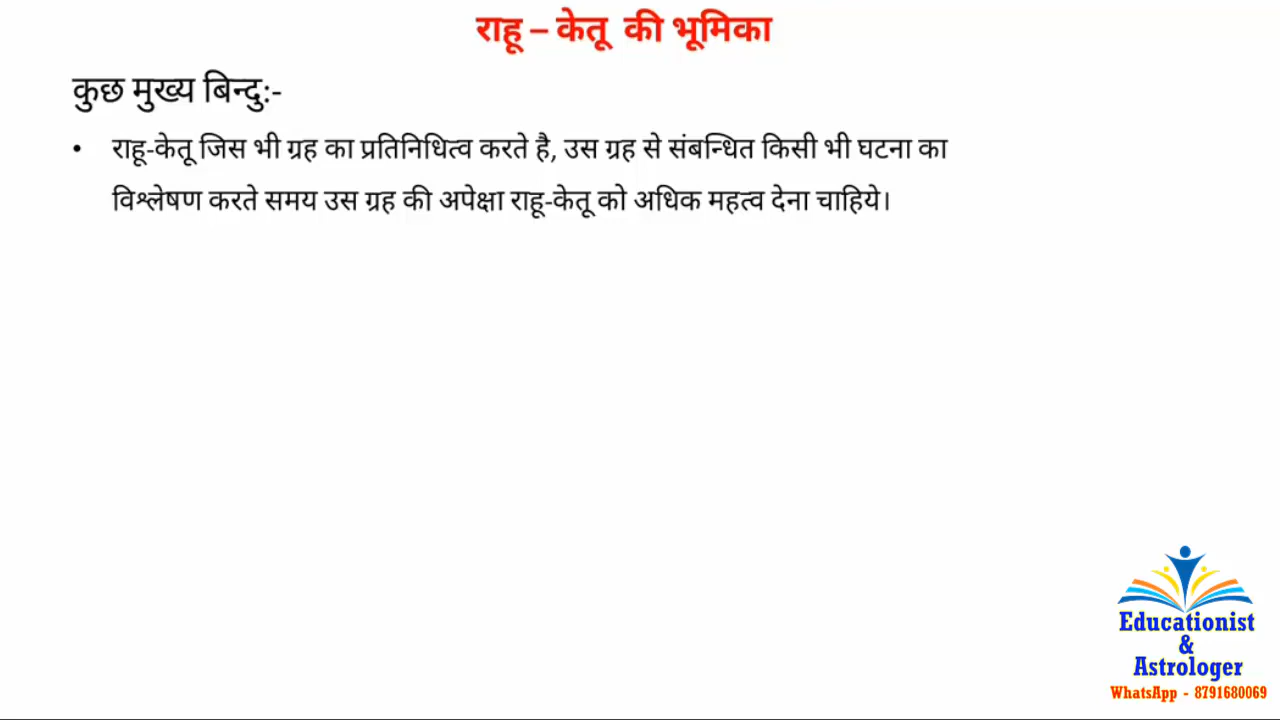 राहू – केतू की भूमिका
कुछ मुख्य बिन्दु:-
• राहू-केतू जिस भी ग्रह का प्रतिनिधित्व करते है, उस ग्रह से संबन्धित किसी भी घटना का
विश्लेषण करते समय उस ग्रह की अपेक्षा राहू-केतू को अधिक महत्व देना चाहिये।
Educationist
&
Astrologer
WhatsApp - 8791680069